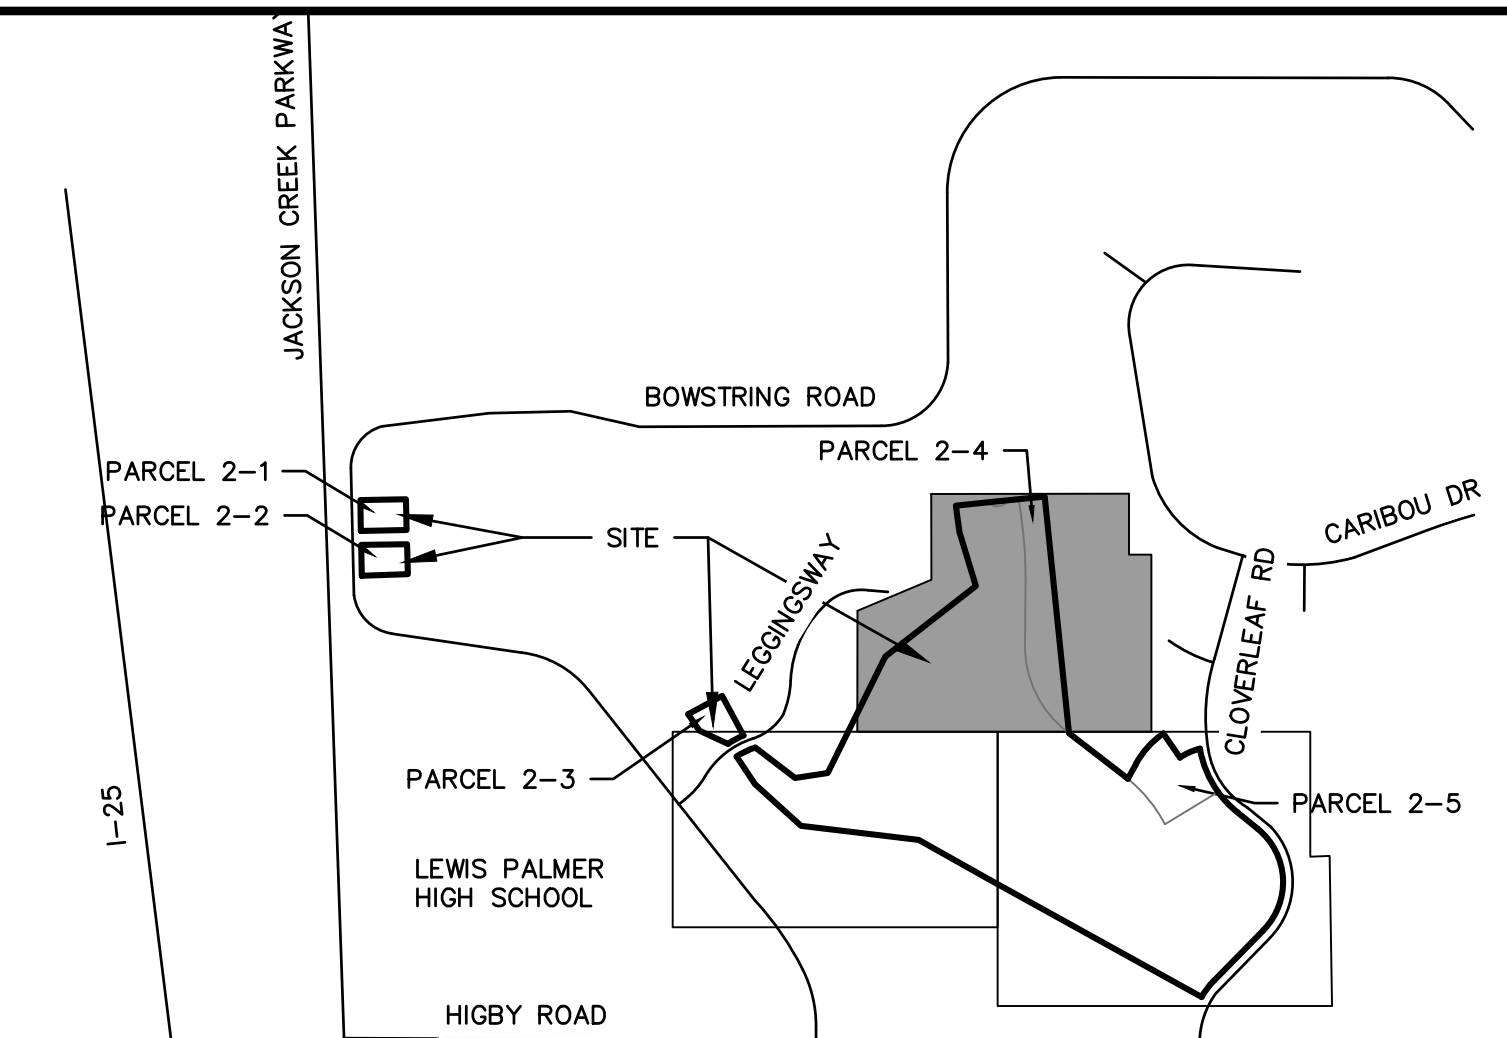 JACKSON CREEK PARKWAY
BOWSTRING ROAD
PARCEL 2-4
PARCEL 2-1
PARCEL 2-2
SITE
CARIBOU DR
LEGGINGSWAY
CLOVERLEAF RD
PARCEL 2-3
PARCEL 2-5
I-25
LEWIS PALMER
HIGH SCHOOL
HIGBY ROAD